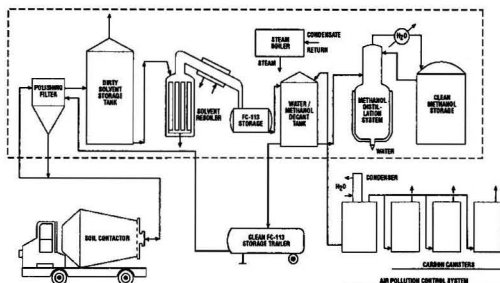 POLISHING
FILTER
DIRTY
SOLVENT
STORAGE
TANK
SOLVENT
REBOILER
STEAM
BOILER
CONDENSATE
RETURN
STEAM
FC-113
STORAGE
WATER /
METHANOL
DECANT
TANK
H₂O
METHANOL
DISTIL-
LATION
SYSTEM
WATER
CLEAN
METHANOL
STORAGE
SOIL CONTACTOR
CLEAN FC-113
STORAGE TRAILER
CONDENSER
H₂O
CARBON CANISTERS
AIR POLLUTION CONTROL SYSTEM